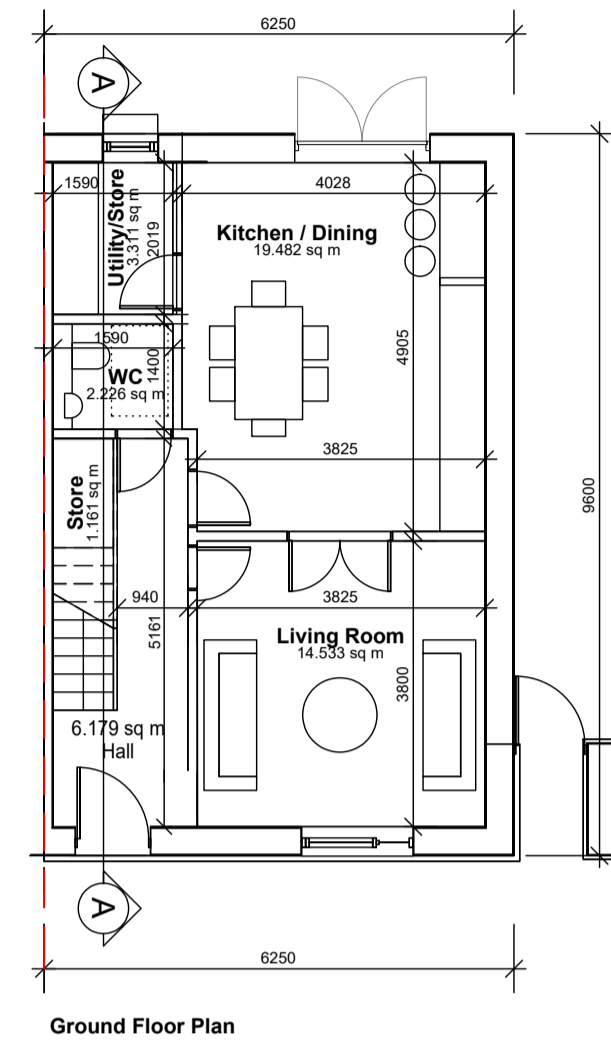 6250
A
1590
4028
Utility/Store
3.311 sq m
2019
Kitchen / Dining
19.482 sq m
1590
1400
WC
2.226 sq m
4905
3825
Store
1.161 sq m
9600
940
3825
5161
Living Room
14.533 sq m
3800
6.179 sq m
Hall
A
6250
Ground Floor Plan